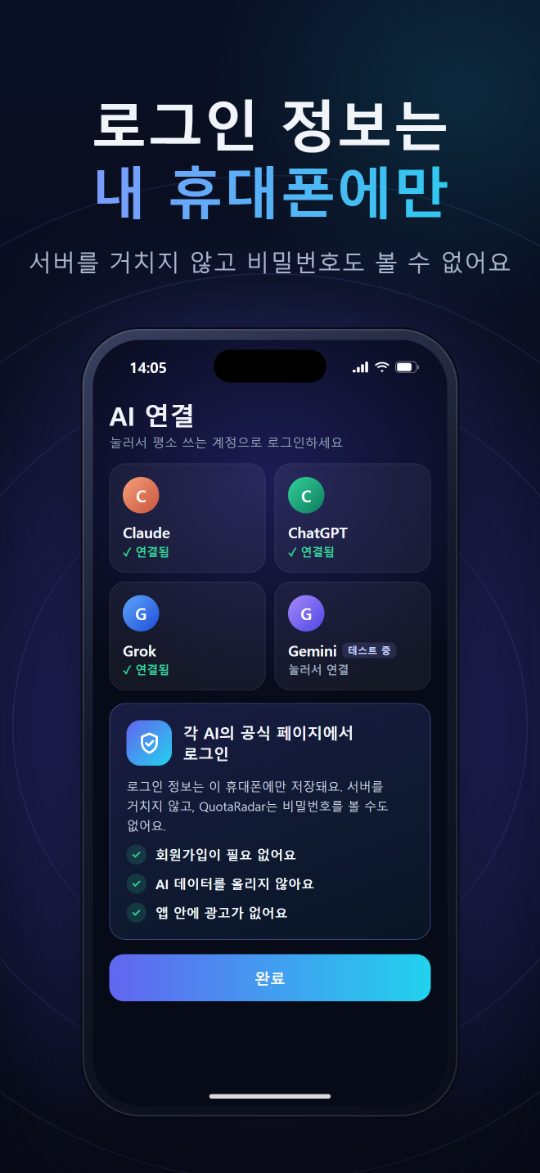 로그인 정보는
내 휴대폰에만
서버를 거치지 않고 비밀번호도 볼 수 없어요
14:05
AI 연결
눌러서 평소 쓰는 계정으로 로그인하세요
C
C
Claude
ChatGPT
✓ 연결됨
✓ 연결됨
G
G
Grok
Gemini 테스트 중
✓ 연결됨
눌러서 연결
각 AI의 공식 페이지에서
로그인
로그인 정보는 이 휴대폰에만 저장돼요. 서버를
거치지 않고, QuotaRadar는 비밀번호를 볼 수도
없어요.
회원가입이 필요 없어요
AI 데이터를 올리지 않아요
앱 안에 광고가 없어요
완료